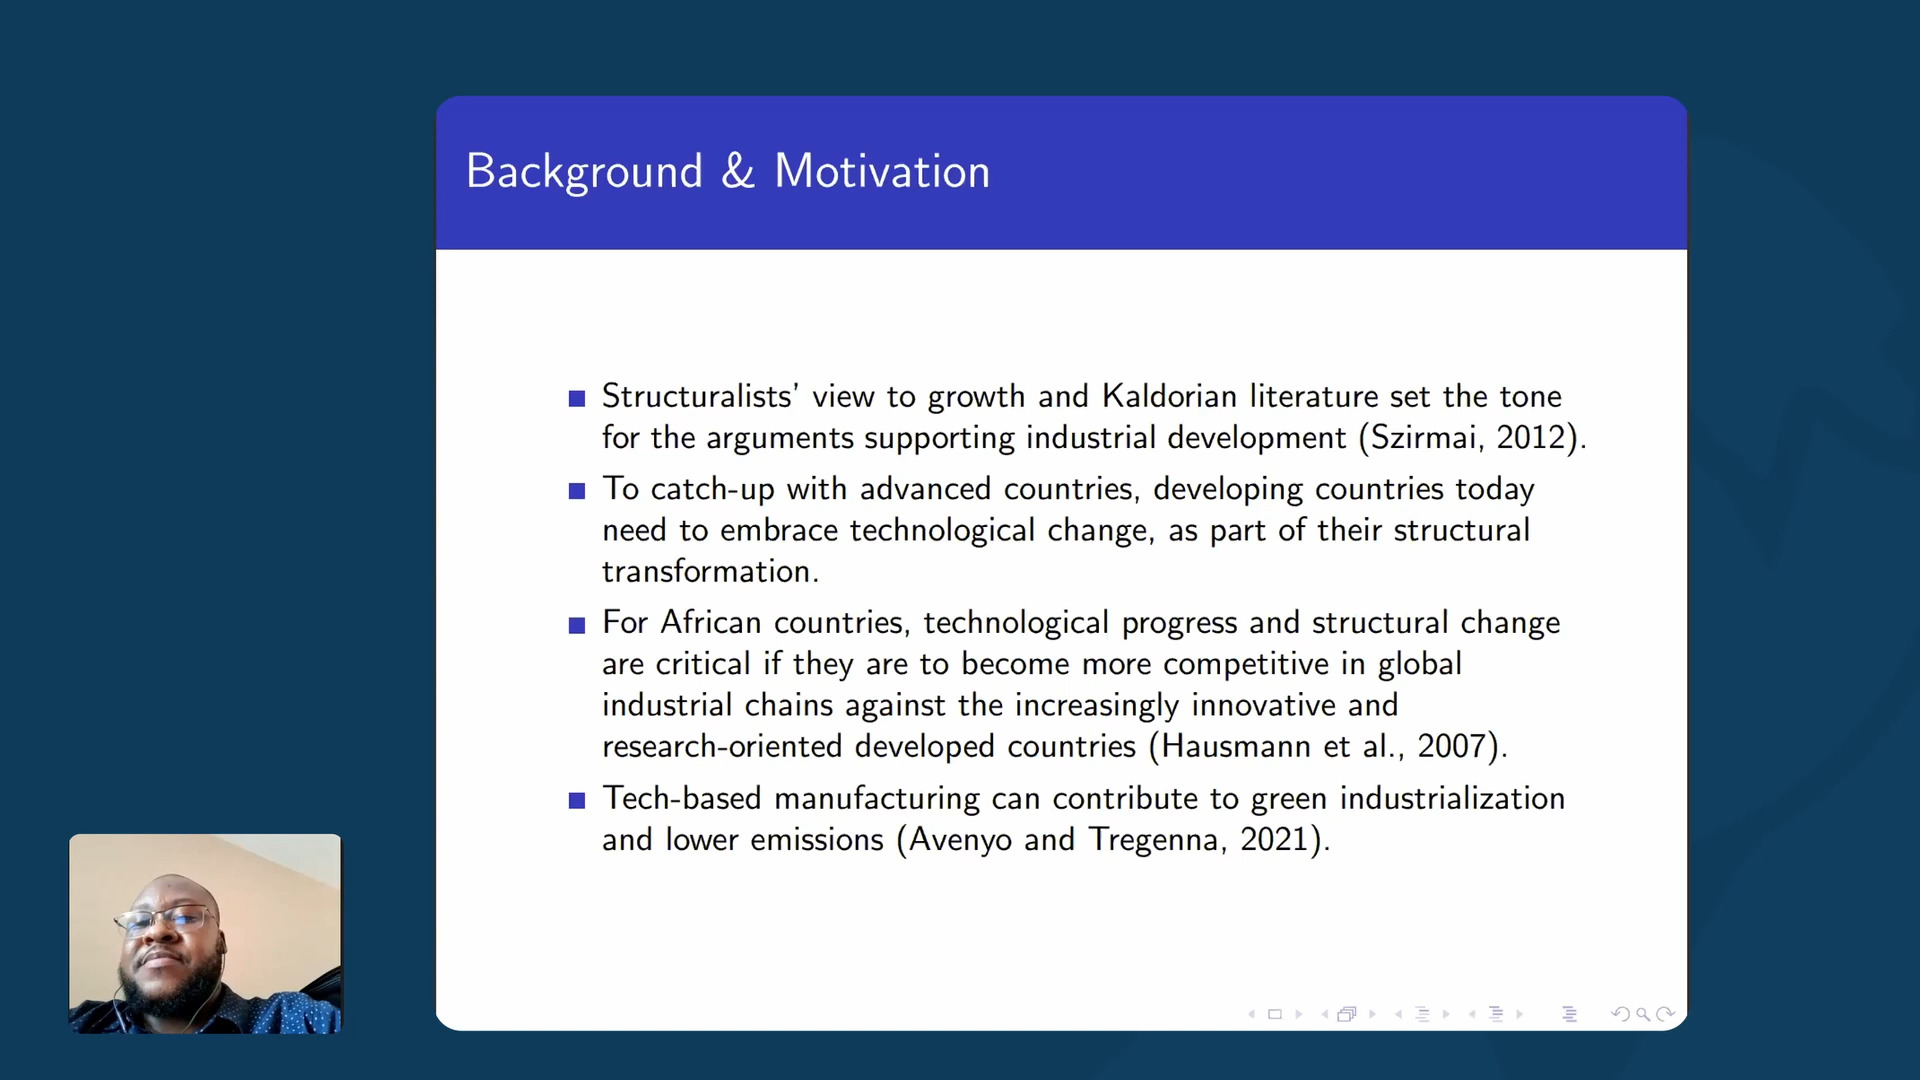 Background & Motivation
Structuralists' view to growth and Kaldorian literature set the tone
for the arguments supporting industrial development (Szirmai, 2012).
To catch-up with advanced countries, developing countries today
need to embrace technological change, as part of their structural
transformation.
For African countries, technological progress and structural change
are critical if they are to become more competitive in global
industrial chains against the increasingly innovative and
research-oriented developed countries (Hausmann et al., 2007).
Tech-based manufacturing can contribute to green industrialization
and lower emissions (Avenyo and Tregenna, 2021).